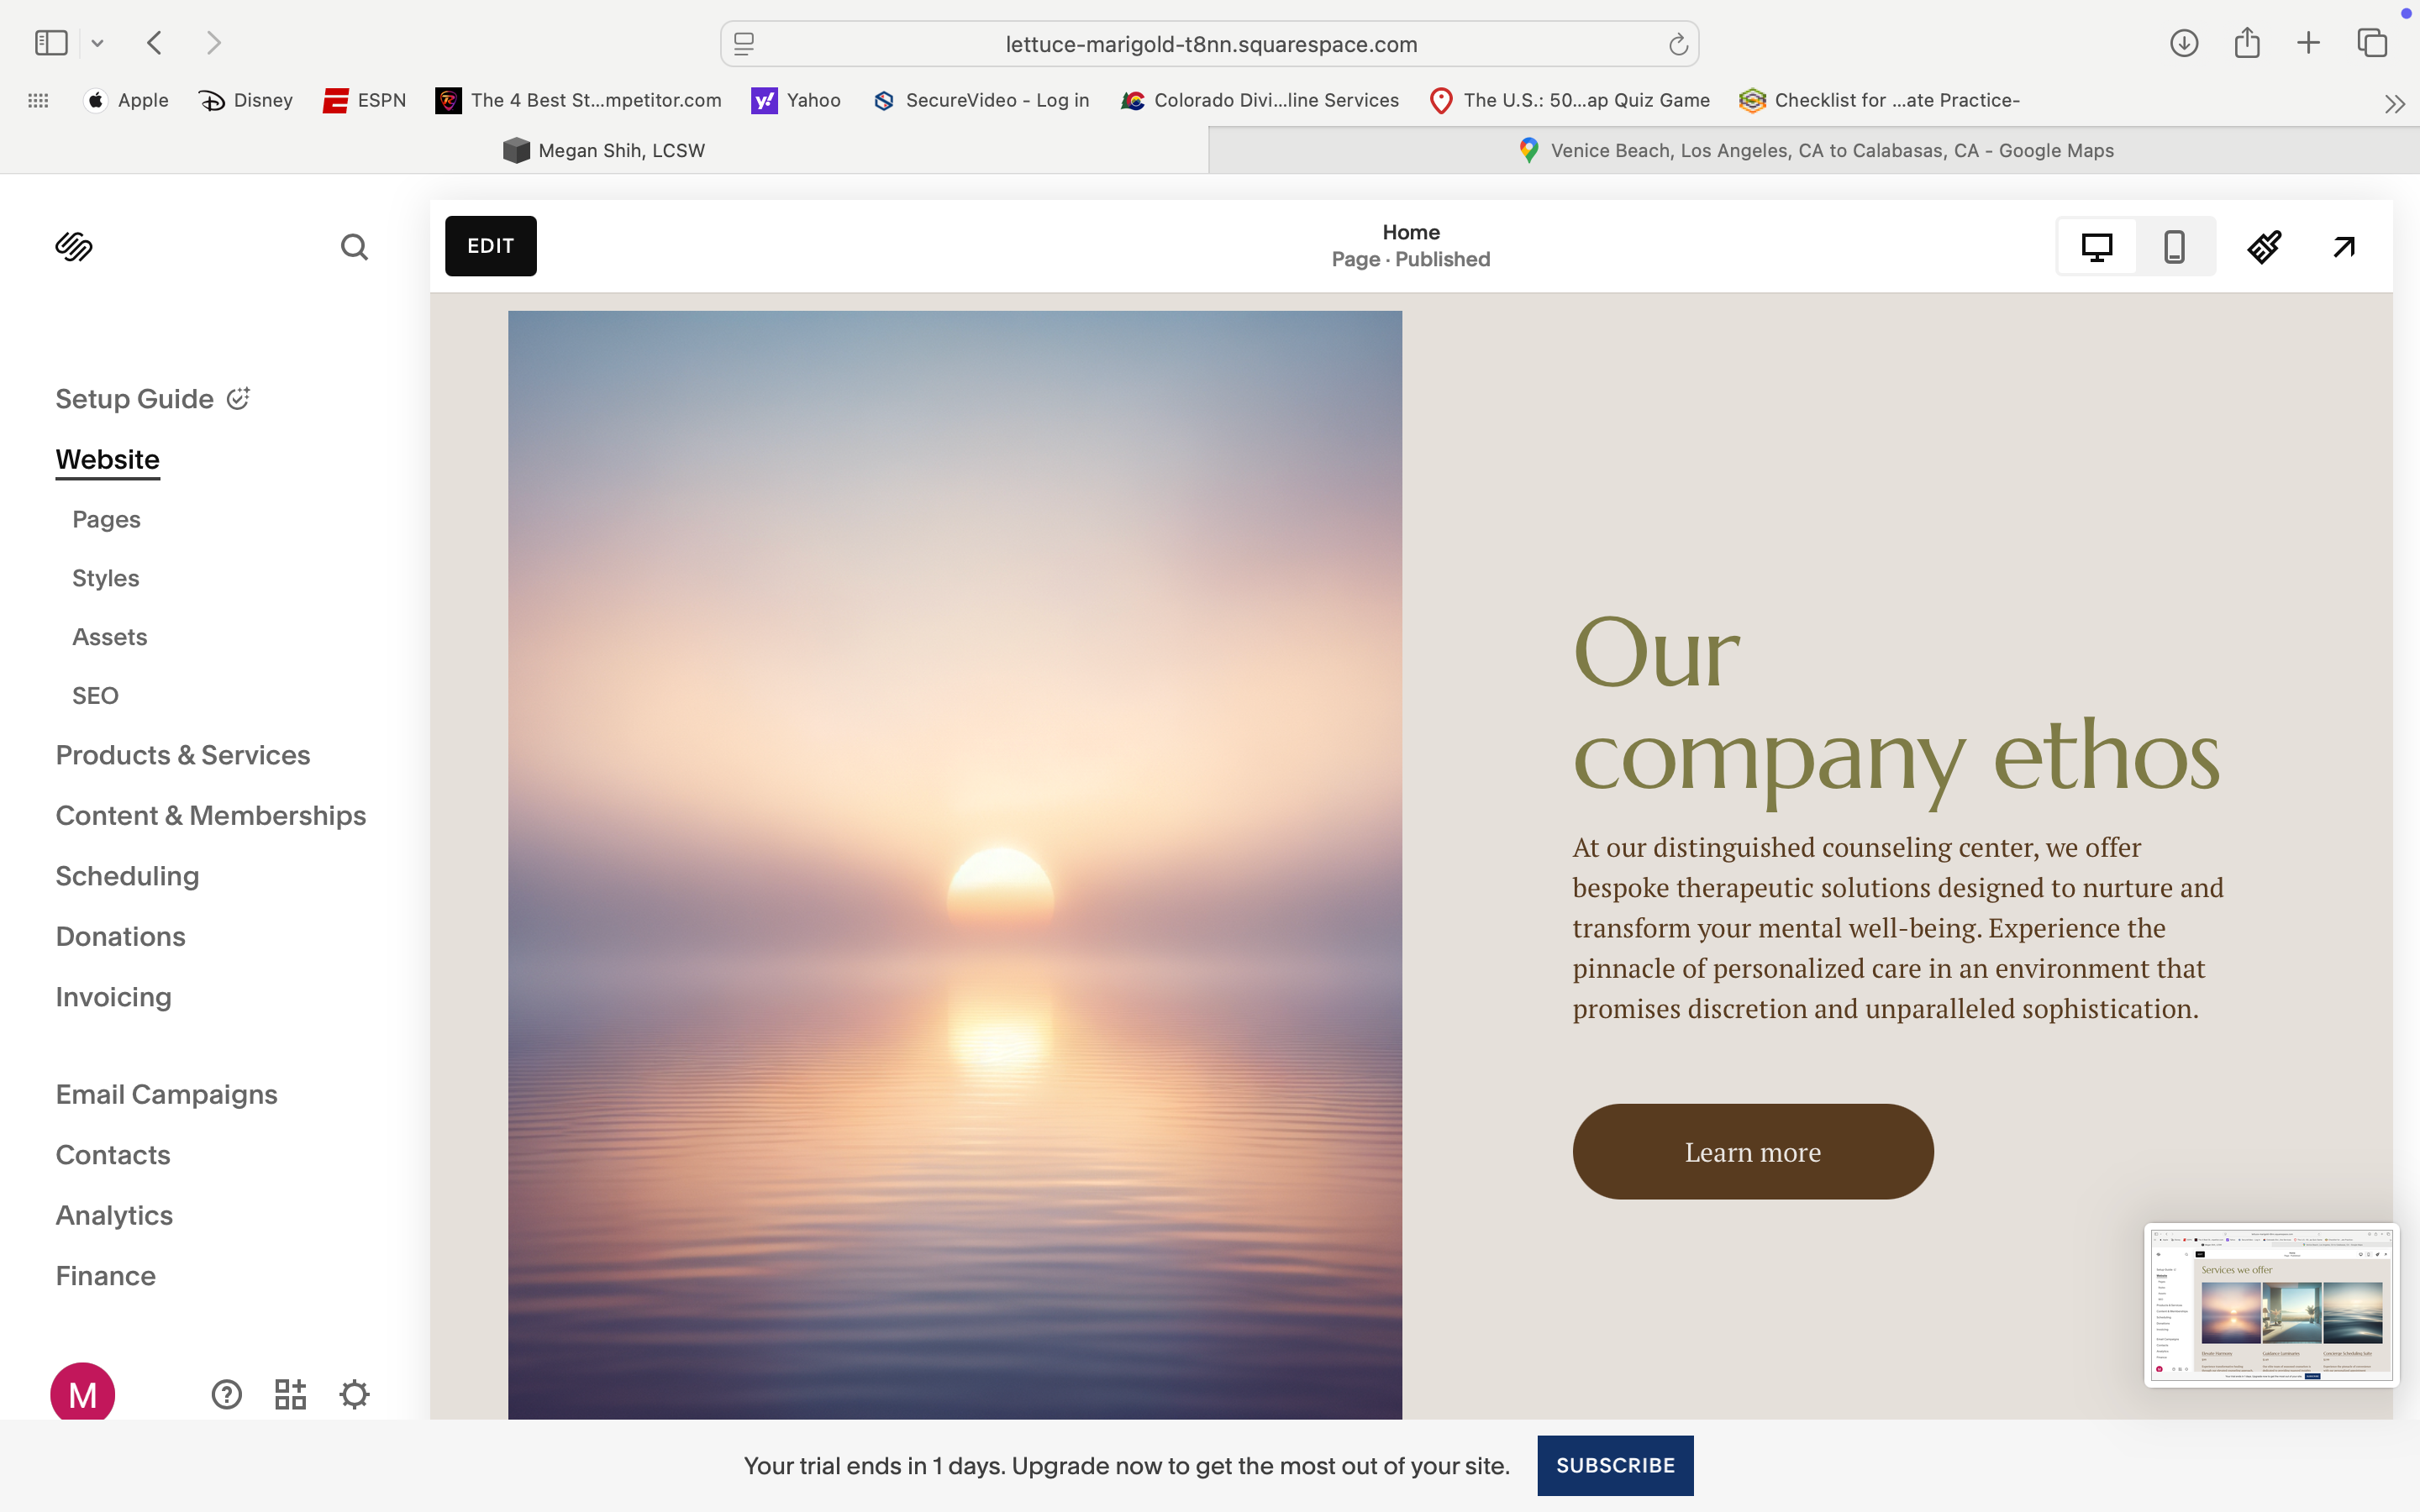 lettuce-marigold-t8nn.squarespace.com
Apple
Disney
ESPN
The 4 Best St...mpetitor.com
Yahoo
SecureVideo - Log in
Colorado Divi...line Services
The U.S.: 50...ap Quiz Game
Checklist for ...ate Practice-
Megan Shih, LCSW
Venice Beach, Los Angeles, CA to Calabasas, CA - Google Maps
EDIT
Home
Page · Published
Setup Guide
Website
Pages
Styles
Assets
SEO
Products & Services
Content & Memberships
Scheduling
Donations
Invoicing
Email Campaigns
Contacts
Analytics
Finance
M
Our
company ethos
At our distinguished counseling center, we offer
bespoke therapeutic solutions designed to nurture and
transform your mental well-being. Experience the
pinnacle of personalized care in an environment that
promises discretion and unparalleled sophistication.
Learn more
Services we offer
Your trial ends in 1 days. Upgrade now to get the most out of your site.
SUBSCRIBE